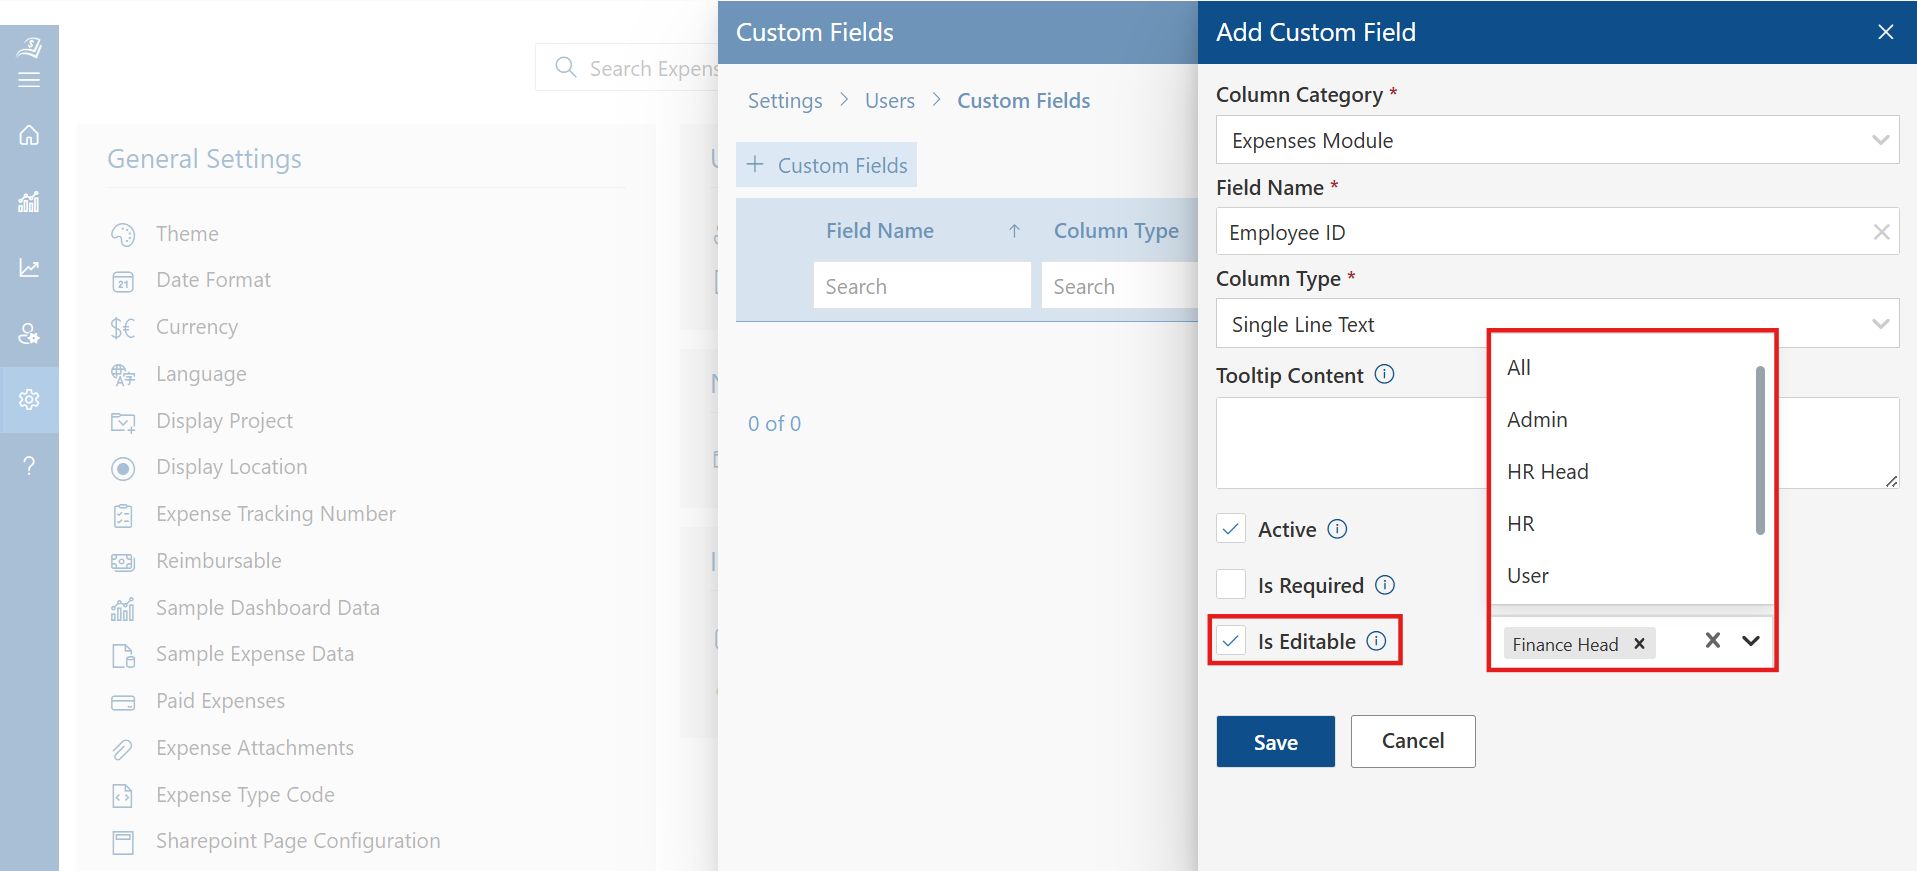 Search Expens
General Settings
Theme
21
Date Format
$€
Currency
Language
Display Project
Display Location
Expense Tracking Number
Reimbursable
Sample Dashboard Data
Sample Expense Data
Paid Expenses
Expense Attachments
Expense Type Code
Sharepoint Page Configuration
Custom Fields
Settings > Users > Custom Fields
+ Custom Fields
Field Name ↑ Column Type
Search Search
0 of 0
Add Custom Field
Column Category *
Expenses Module
Field Name *
Employee ID
Column Type *
Single Line Text
Tooltip Content
All
Admin
HR Head
HR
User
Active
Is Required
Is Editable
Finance Head
Save Cancel